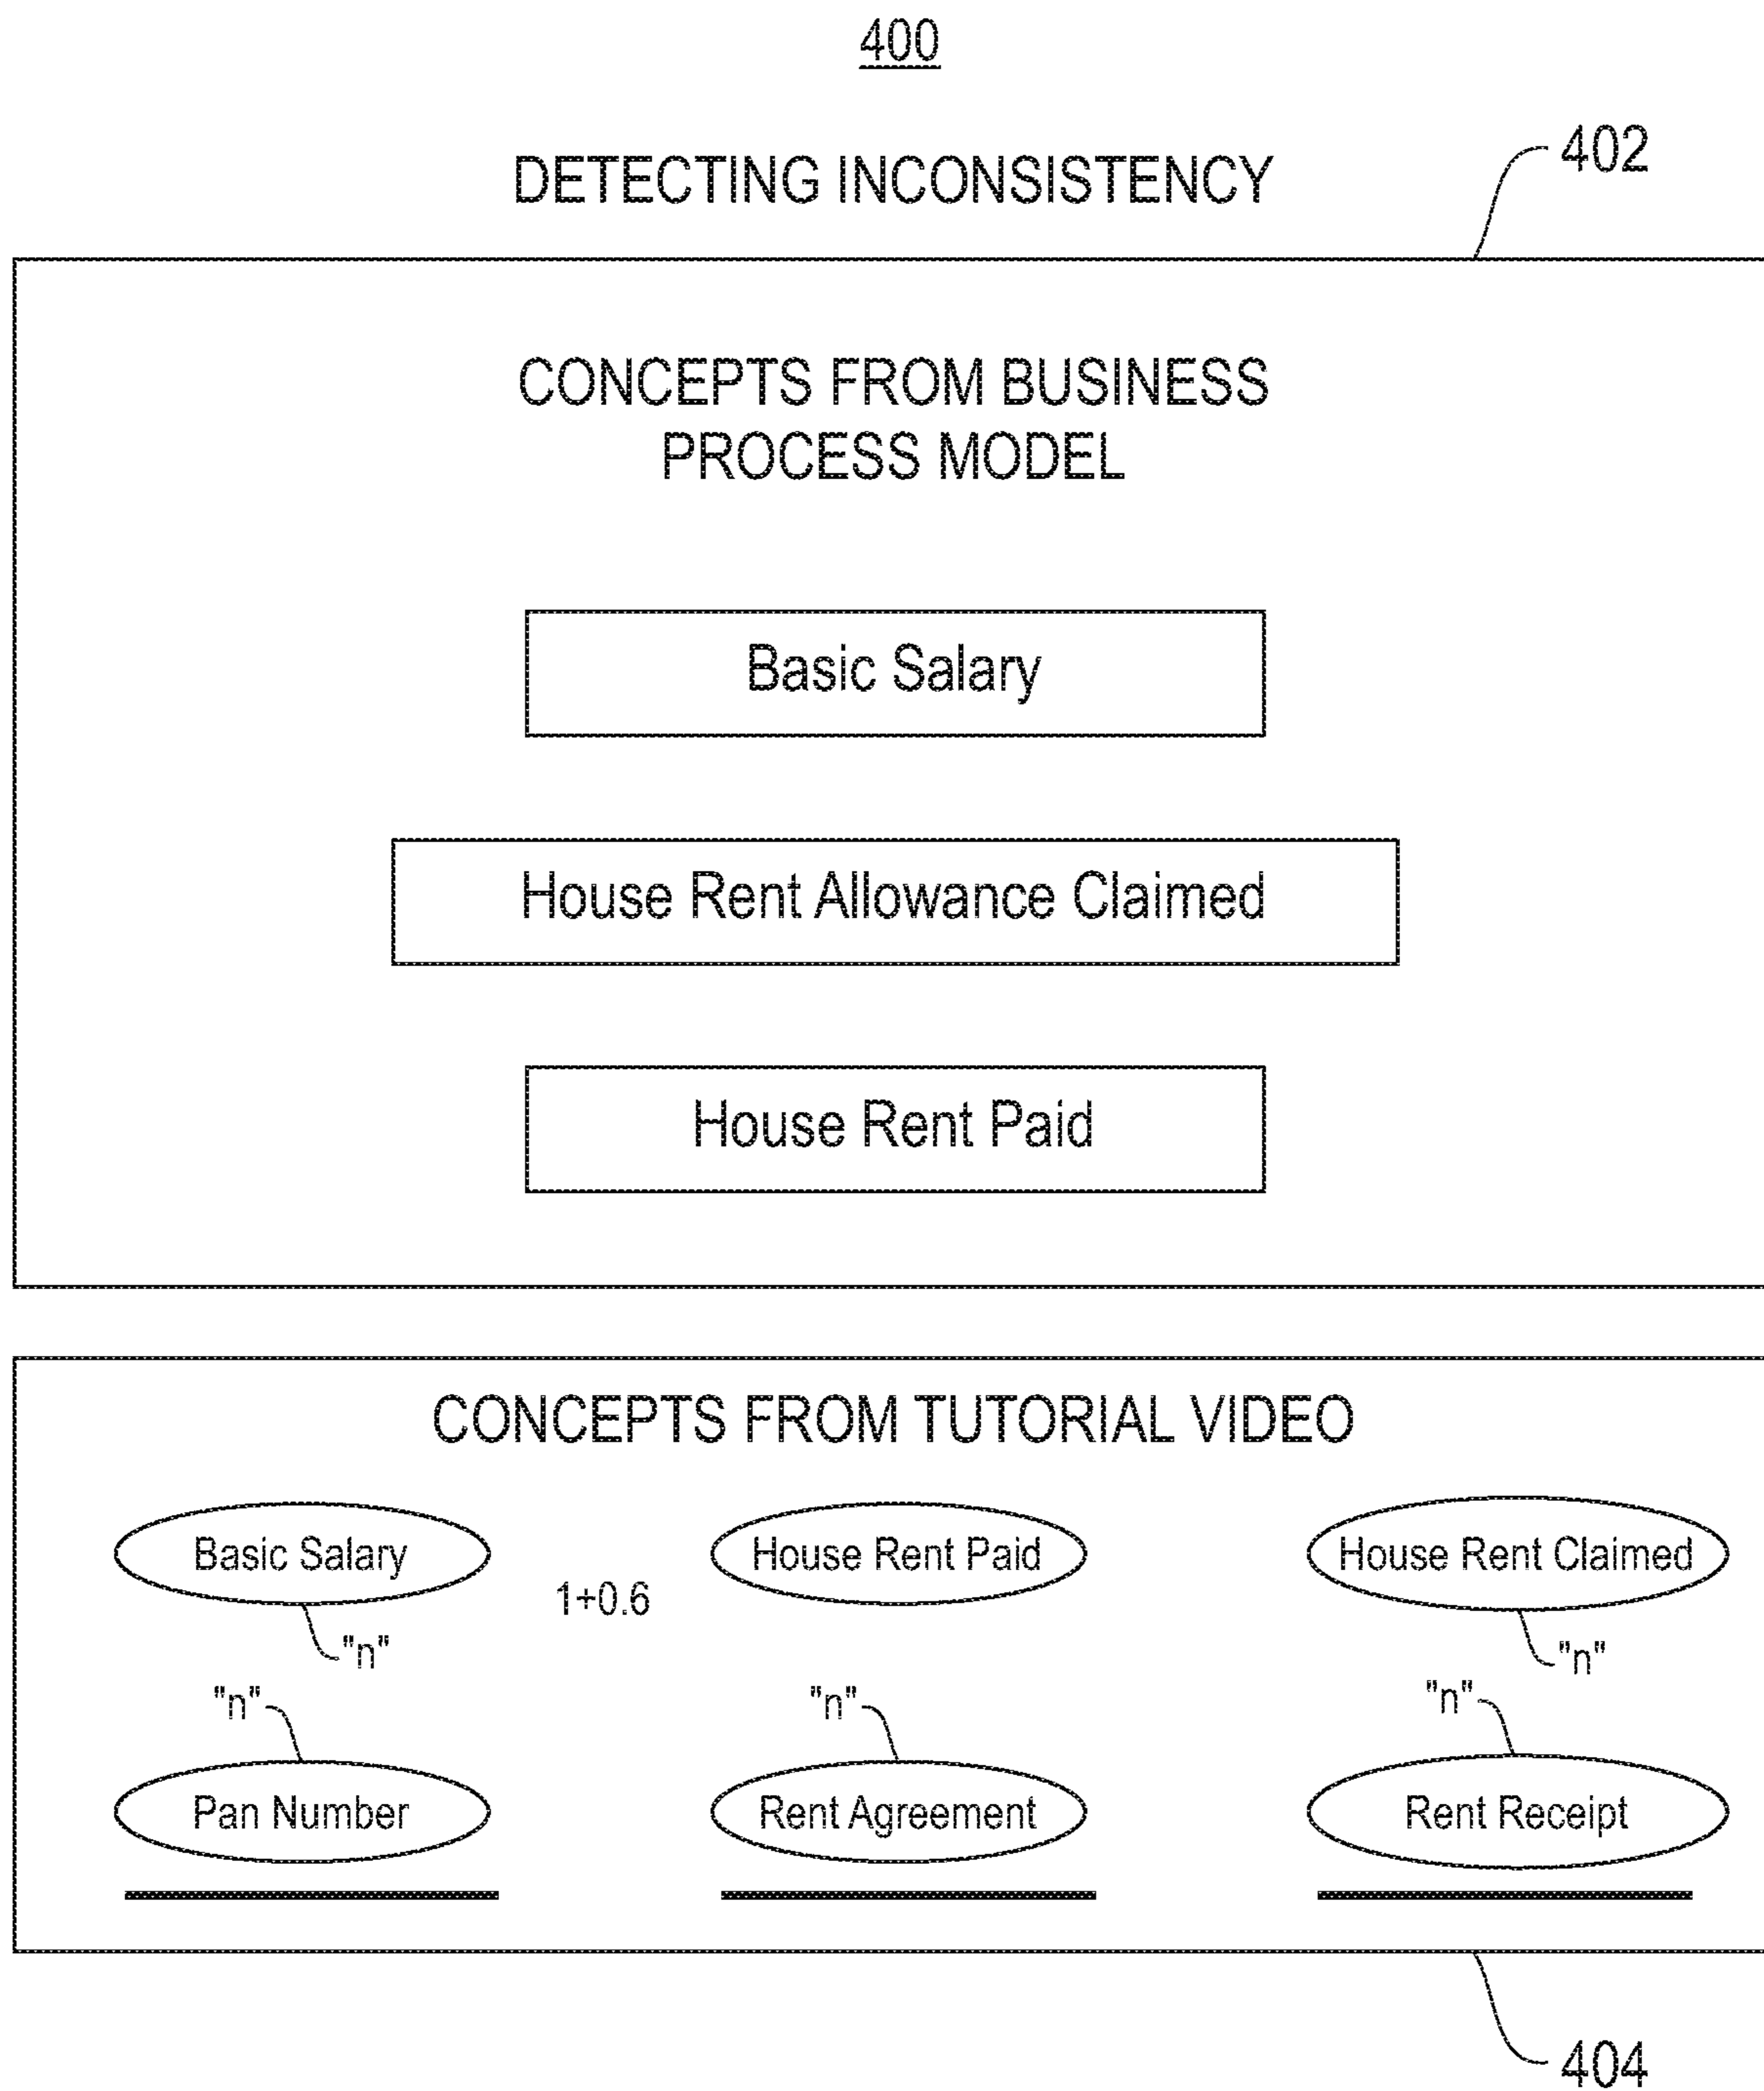 400
DETECTING INCONSISTENCY
402
CONCEPTS FROM BUSINESS
PROCESS MODEL
Basic Salary
House Rent Allowance Claimed
House Rent Paid
CONCEPTS FROM TUTORIAL VIDEO
Basic Salary
House Rent Paid
House Rent Claimed
1+0.6
"n"
"n"
"n"
"n"
"n"
Pan Number
Rent Agreement
Rent Receipt
404